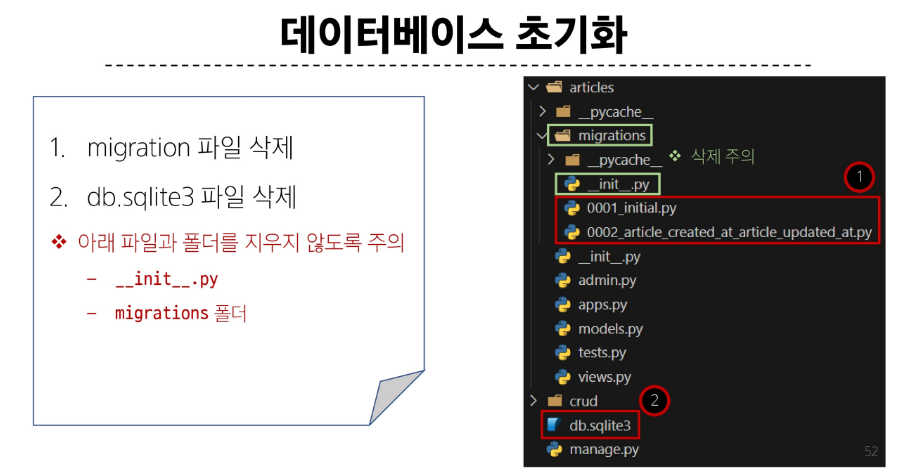 데이터베이스 초기화
1. migration 파일 삭제
2. db.sqlite3 파일 삭제
❖ 아래 파일과 폴더를 지우지 않도록 주의
– __init__.py
– migrations 폴더
articles
__pycache__
migrations
__pycache__ ❖ 삭제 주의
1
__init__.py
0001_initial.py
0002_article_created_at_article_updated_at.py
__init__.py
admin.py
apps.py
models.py
tests.py
views.py
crud
2
db.sqlite3
manage.py
52